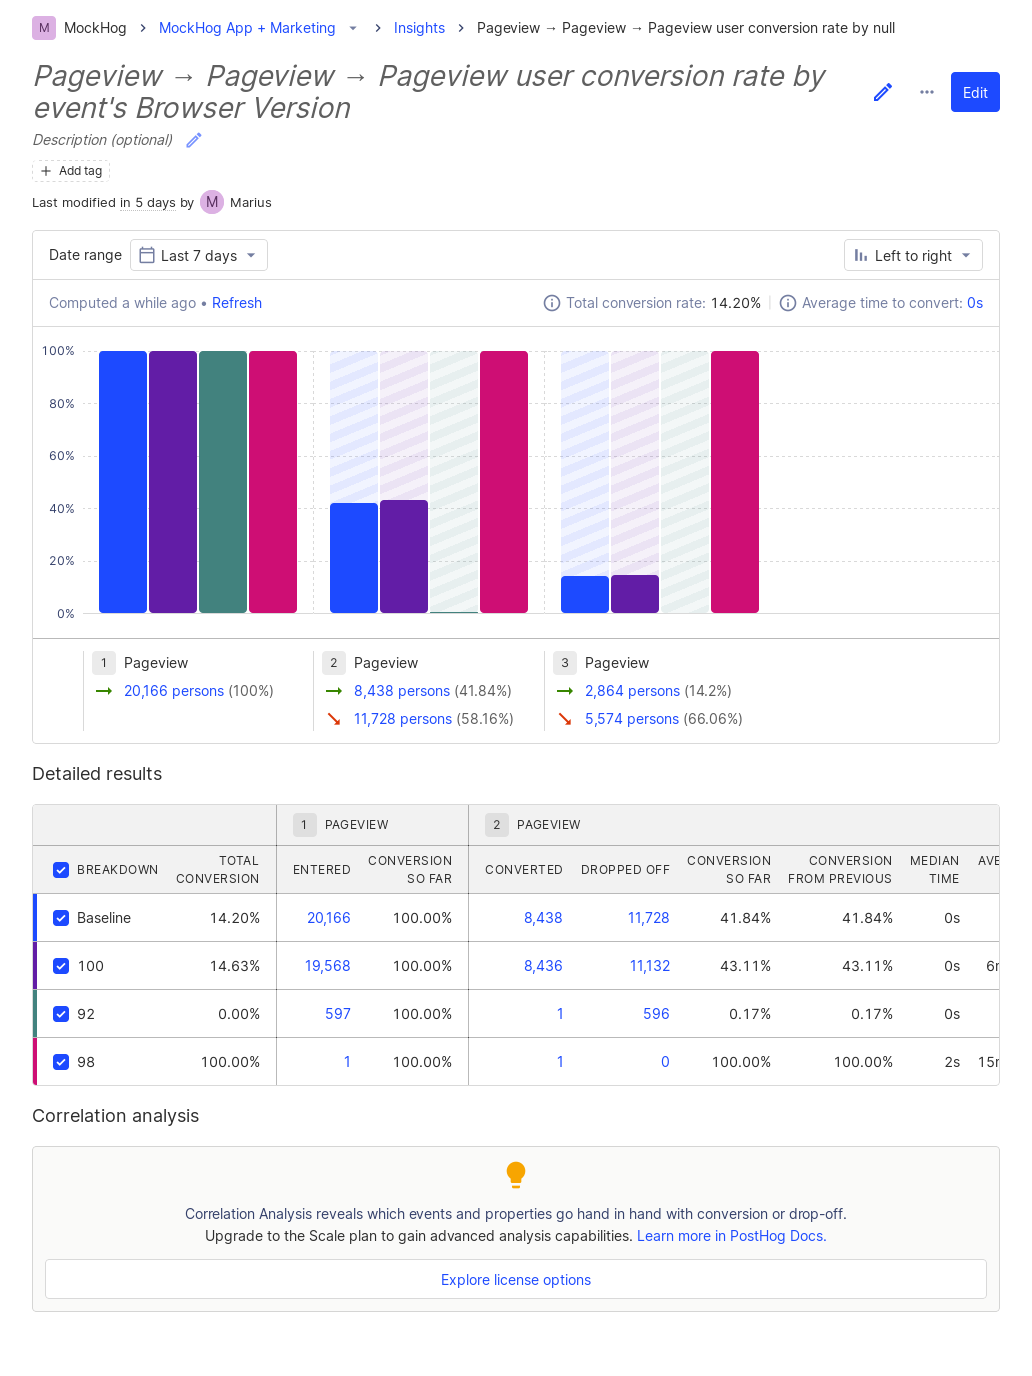 M MockHog MockHog App + Marketing Insights Pageview → Pageview → Pageview user conversion rate by null
Pageview → Pageview → Pageview user conversion rate by
event's Browser Version
Edit
Description (optional)
Add tag
Last modified in 5 days by M Marius
Date range Last 7 days Left to right
Computed a while ago • Refresh Total conversion rate: 14.20% Average time to convert: 0s
100%
80%
60%
40%
20%
0%
1 Pageview 2 Pageview 3 Pageview
20,166 persons (100%) 8,438 persons (41.84%) 2,864 persons (14.2%)
11,728 persons (58.16%) 5,574 persons (66.06%)
Detailed results
1 PAGEVIEW 2 PAGEVIEW
TOTAL CONVERSION CONVERSION CONVERSION MEDIAN AVE
BREAKDOWN ENTERED CONVERTED DROPPED OFF
CONVERSION SO FAR SO FAR FROM PREVIOUS TIME
Baseline 14.20% 20,166 100.00% 8,438 11,728 41.84% 41.84% 0s
100 14.63% 19,568 100.00% 8,436 11,132 43.11% 43.11% 0s 6
92 0.00% 597 100.00% 1 596 0.17% 0.17% 0s
98 100.00% 1 100.00% 1 0 100.00% 100.00% 2s 15
Correlation analysis
Correlation Analysis reveals which events and properties go hand in hand with conversion or drop-off.
Upgrade to the Scale plan to gain advanced analysis capabilities. Learn more in PostHog Docs.
Explore license options